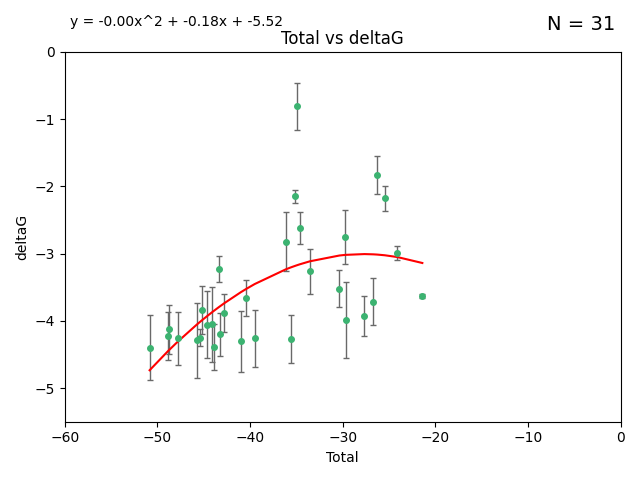 y = -0.00x^2 + -0.18x + -5.52
N = 31
Total vs deltaG
0
−1
−2
−3
−4
−5
deltaG
−60 −50 −40 −30 −20 −10 0
Total